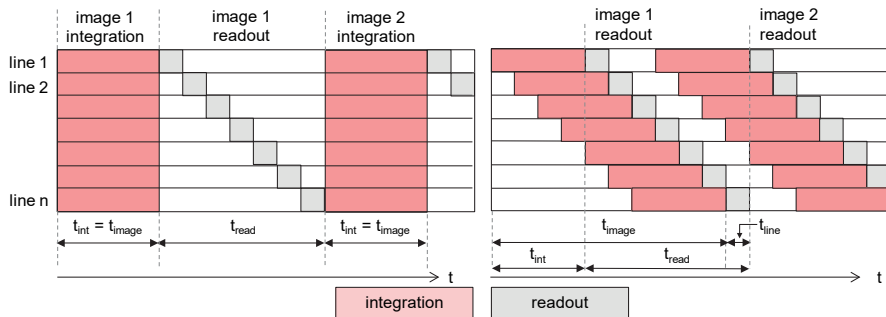 image 1
integration
image 1
readout
image 2
integration
image 1
readout
image 2
readout
line 1
line 2
line n
t_int = t_image
t_read
t_int = t_image
t_image
t_line
t_int
t_read
t
t
integration
readout